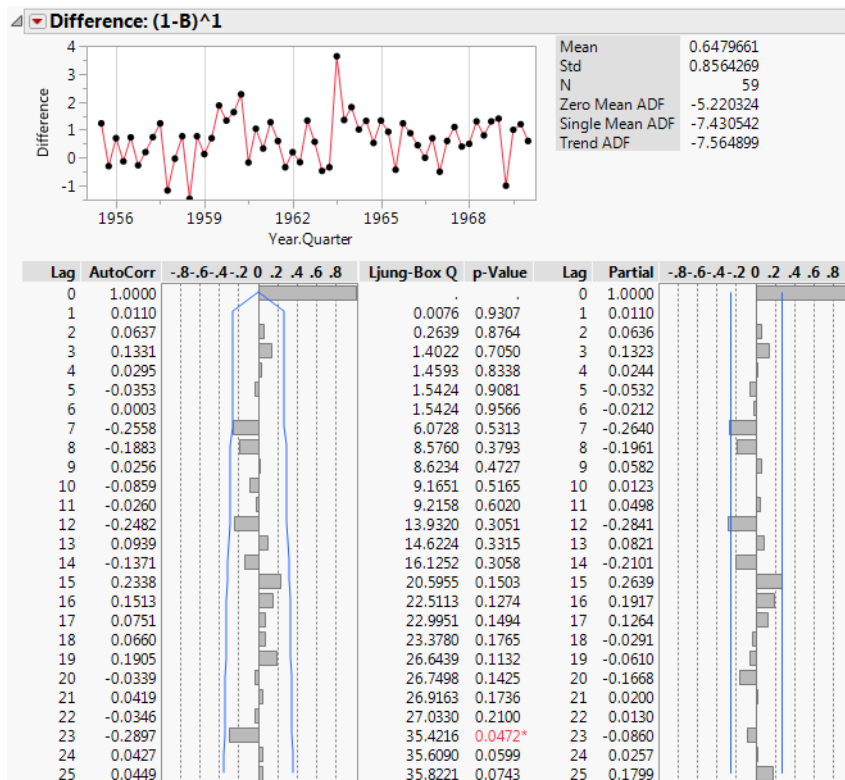 Difference: (1-B)^1
4
3
2
1
0
-1
Difference
1956 1959 1962 1965 1968
Year.Quarter
Mean 0.6479661
Std 0.8564269
N 59
Zero Mean ADF -5.220324
Single Mean ADF -7.430542
Trend ADF -7.564899
Lag AutoCorr -.8-.6-.4-.2 0 .2 .4 .6 .8 Ljung-Box Q p-Value Lag Partial -.8-.6-.4-.2 0 .2 .4 .6 .8
0 1.0000 . . 0 1.0000
1 0.0110 0.0076 0.9307 1 0.0110
2 0.0637 0.2639 0.8764 2 0.0636
3 0.1331 1.4022 0.7050 3 0.1323
4 0.0295 1.4593 0.8338 4 0.0244
5 -0.0353 1.5424 0.9081 5 -0.0532
6 0.0003 1.5424 0.9566 6 -0.0212
7 -0.2558 6.0728 0.5313 7 -0.2640
8 -0.1883 8.5760 0.3793 8 -0.1961
9 0.0256 8.6234 0.4727 9 0.0582
10 -0.0859 9.1651 0.5165 10 0.0123
11 -0.0260 9.2158 0.6020 11 0.0498
12 -0.2482 13.9320 0.3051 12 -0.2841
13 0.0939 14.6224 0.3315 13 0.0821
14 -0.1371 16.1252 0.3058 14 -0.2101
15 0.2338 20.5955 0.1503 15 0.2639
16 0.1513 22.5113 0.1274 16 0.1917
17 0.0751 22.9951 0.1494 17 0.1264
18 0.0660 23.3780 0.1765 18 -0.0291
19 0.1905 26.6439 0.1132 19 -0.0610
20 -0.0339 26.7498 0.1425 20 -0.1668
21 0.0419 26.9163 0.1736 21 0.0200
22 -0.0346 27.0330 0.2100 22 0.0130
23 -0.2897 35.4216 0.0472* 23 -0.0860
24 0.0427 35.6090 0.0599 24 0.0257
25 0.0449 35.8221 0.0743 25 0.1799